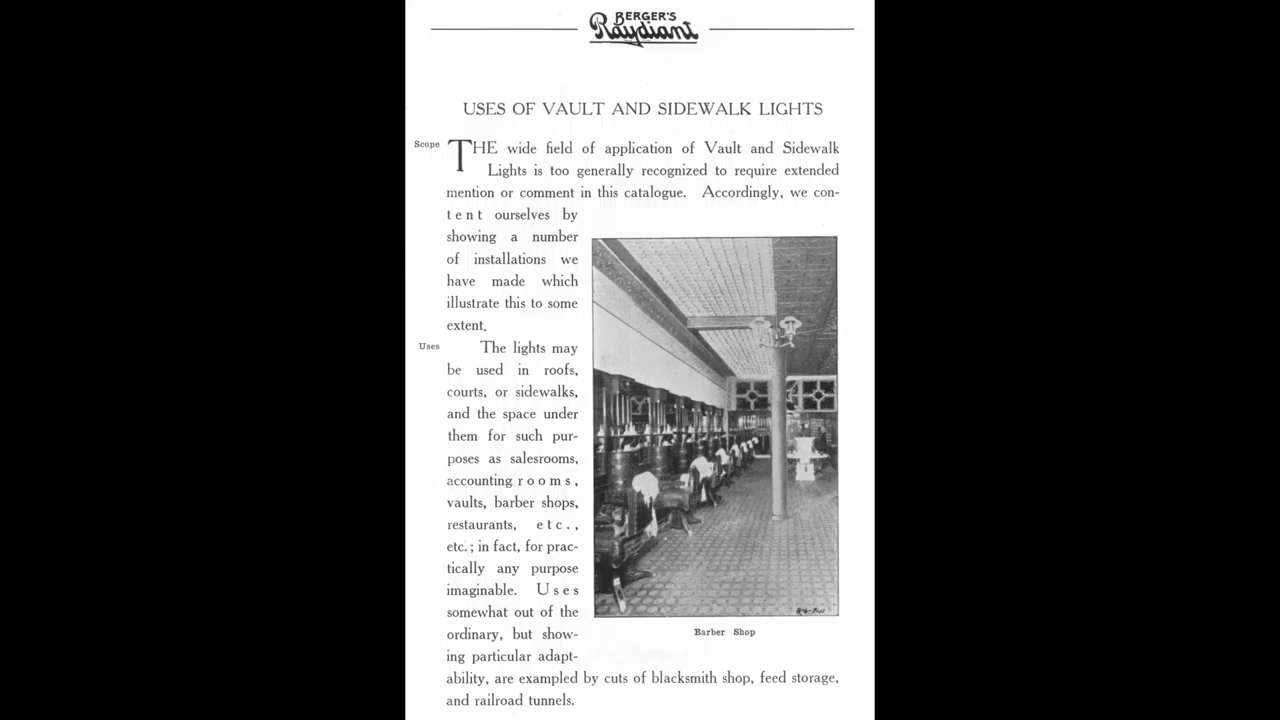 BERGER'S
Raydiant
USES OF VAULT AND SIDEWALK LIGHTS
Scope
THE wide field of application of Vault and Sidewalk
Lights is too generally recognized to require extended
mention or comment in this catalogue. Accordingly, we con-
tent ourselves by
showing a number
of installations we
have made which
illustrate this to some
extent.
Uses
The lights may
be used in roofs,
courts, or sidewalks,
and the space under
them for such pur-
poses as salesrooms,
accounting rooms,
vaults, barber shops,
restaurants, etc.,
etc.; in fact, for prac-
tically any purpose
imaginable. Uses
somewhat out of the
ordinary, but show-
ing particular adapt-
ability, are exampled by cuts of blacksmith shop, feed storage,
and railroad tunnels.
Barber Shop